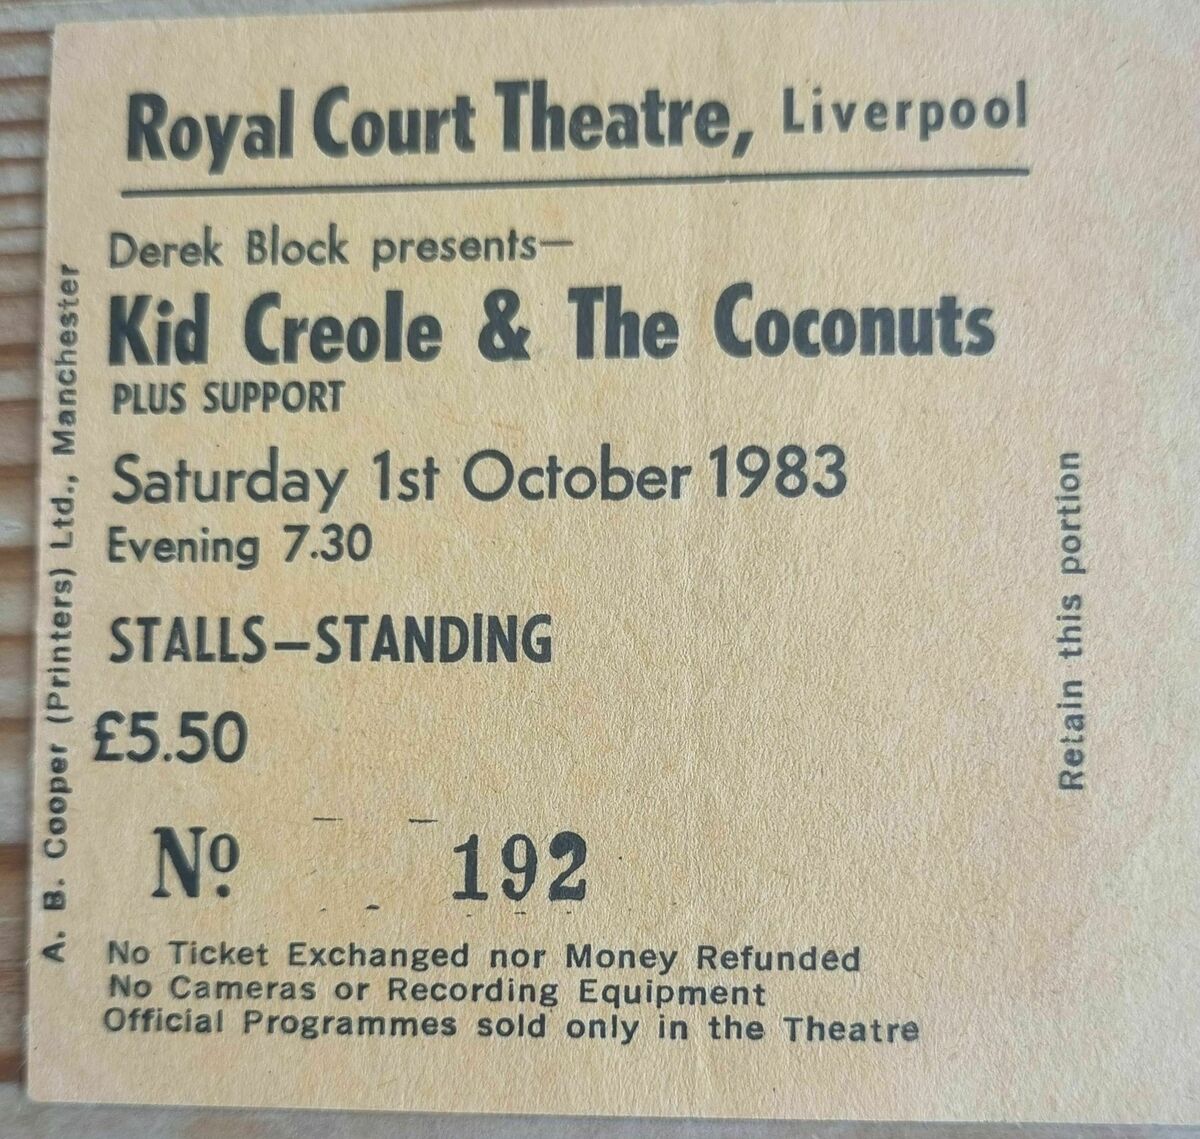 Royal Court Theatre, Liverpool
Derek Block presents—
Kid Creole & The Coconuts
PLUS SUPPORT
Saturday 1st October 1983
Evening 7.30
STALLS—STANDING
£5.50
Nº 192
No Ticket Exchanged nor Money Refunded
No Cameras or Recording Equipment
Official Programmes sold only in the Theatre
A. B. Cooper (Printers) Ltd., Manchester
Retain this portion